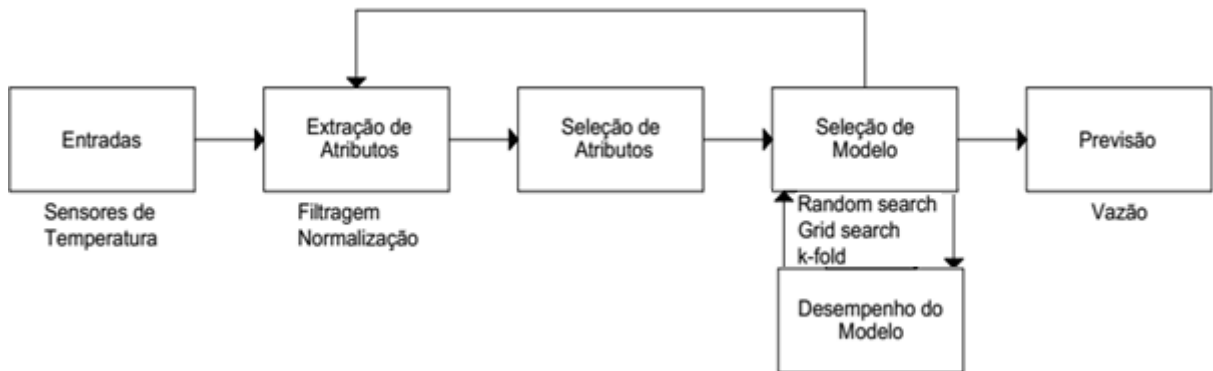 Entradas
Sensores de
Temperatura
Extração de
Atributos
Filtragem
Normalização
Seleção de
Atributos
Seleção de
Modelo
Random search
Grid search
k-fold
Desempenho do
Modelo
Previsão
Vazão